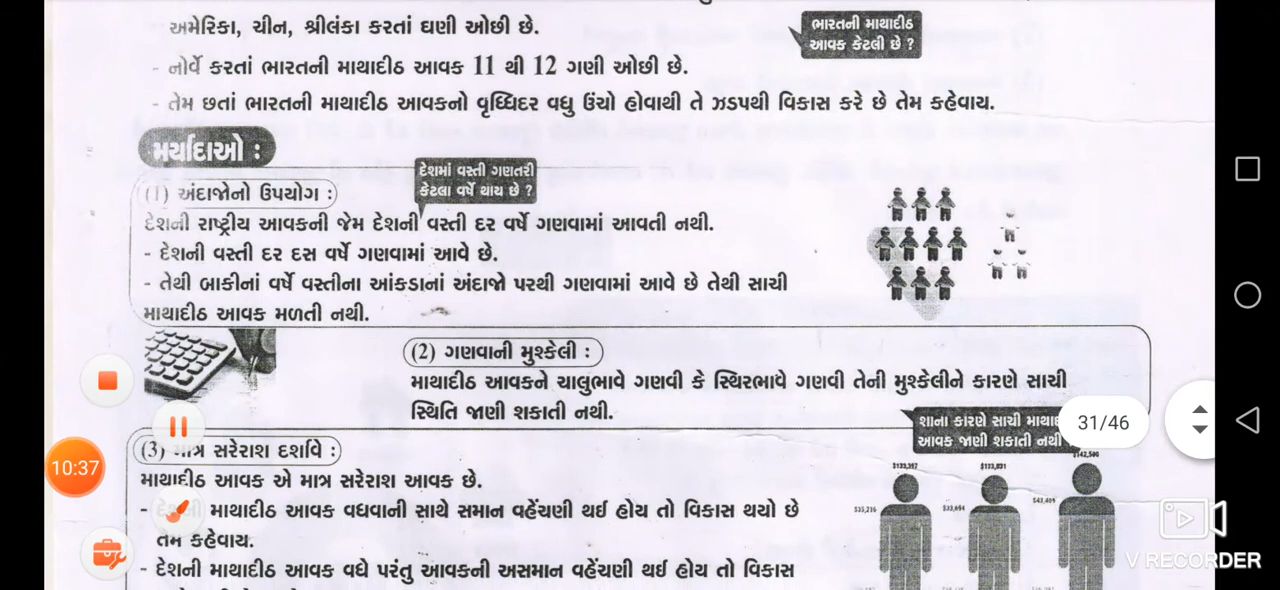 અમેરિકા, ચીન, શ્રીલંકા કરતાં ઘણી ઓછી છે.
ભારતની માથાદીઠ
આવક કેટલી છે ?
- નોર્વે કરતાં ભારતની માથાદીઠ આવક 11 થી 12 ગણી ઓછી છે.
- તેમ છતાં ભારતની માથાદીઠ આવકનો વૃધ્ધિદર વધુ ઉંચો હોવાથી તે ઝડપથી વિકાસ કરે છે તેમ કહેવાય.
મર્યાદાઓ :
દેશમાં વસ્તી ગણતરી
કેટલા વર્ષે થાય છે ?
(1) અંદાજોનો ઉપયોગ :
દેશની રાષ્ટ્રીય આવકની જેમ દેશની વસ્તી દર વર્ષે ગણવામાં આવતી નથી.
- દેશની વસ્તી દર દસ વર્ષે ગણવામાં આવે છે.
- તેથી બાકીનાં વર્ષે વસ્તીના આંકડાનાં અંદાજો પરથી ગણવામાં આવે છે તેથી સાચી
માથાદીઠ આવક મળતી નથી.
(2) ગણવાની મુશ્કેલી :
માથાદીઠ આવકને ચાલુભાવે ગણવી કે સ્થિરભાવે ગણવી તેની મુશ્કેલીને કારણે સાચી
સ્થિતિ જાણી શકાતી નથી.
શાના કારણે સાચી
આવક જાણી શકાતી નથી
31/46
(3) માત્ર સરેરાશ દર્શાવે :
10:37
માથાદીઠ આવક એ માત્ર સરેરાશ આવક છે.
માથાદીઠ આવક વધવાની સાથે સમાન વહેંચણી થઈ હોય તો વિકાસ થયો છે
તેમ કહેવાય.
- દેશની માથાદીઠ આવક વધે પરંતુ આવકની અસમાન વહેંચણી થઈ હોય તો વિકાસ
V RECORDER